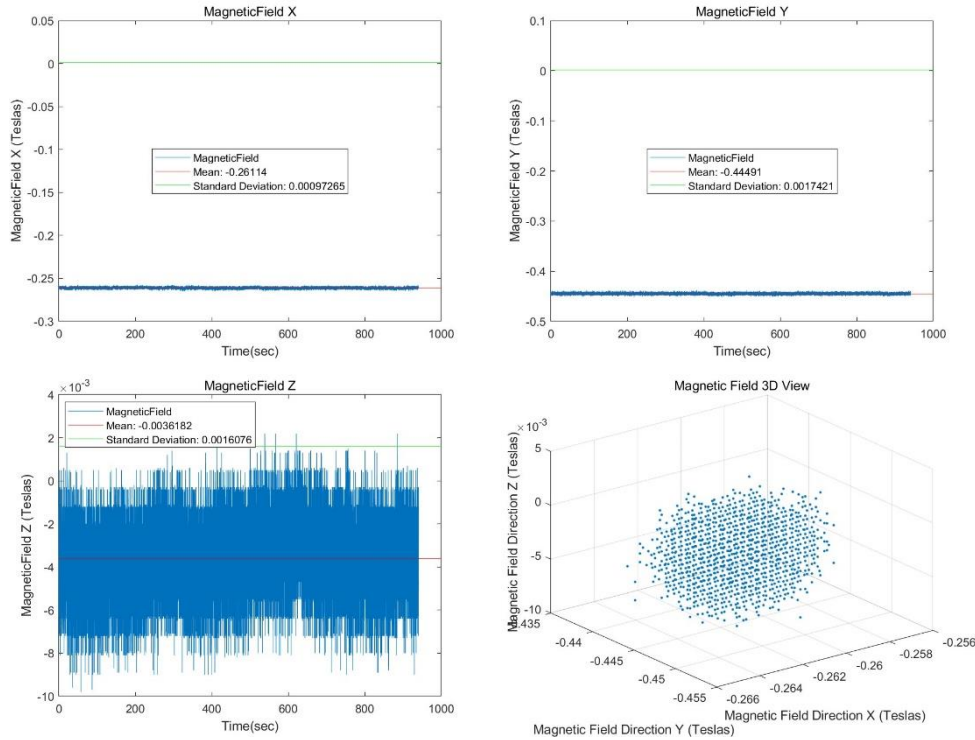 MagneticField X
MagneticField X (Teslas)
0.05
0
-0.05
-0.1
-0.15
-0.2
-0.25
-0.3
MagneticField
Mean: -0.26114
Standard Deviation: 0.00097265
0 200 400 600 800 1000
Time(sec)
MagneticField Y
MagneticField Y (Teslas)
0.1
0
-0.1
-0.2
-0.3
-0.4
-0.5
MagneticField
Mean: -0.44491
Standard Deviation: 0.0017421
0 200 400 600 800 1000
Time(sec)
MagneticField Z
× 10⁻³
MagneticField Z (Teslas)
4
2
0
-2
-4
-6
-8
-10
MagneticField
Mean: -0.0036182
Standard Deviation: 0.0016076
0 200 400 600 800 1000
Time(sec)
Magnetic Field 3D View
× 10⁻³
Magnetic Field Direction Z (Teslas)
5
0
-5
-10
-0.435
-0.44
-0.445
-0.45
-0.455
-0.266
-0.264
-0.262
-0.26
-0.258
-0.256
Magnetic Field Direction Y (Teslas)
Magnetic Field Direction X (Teslas)